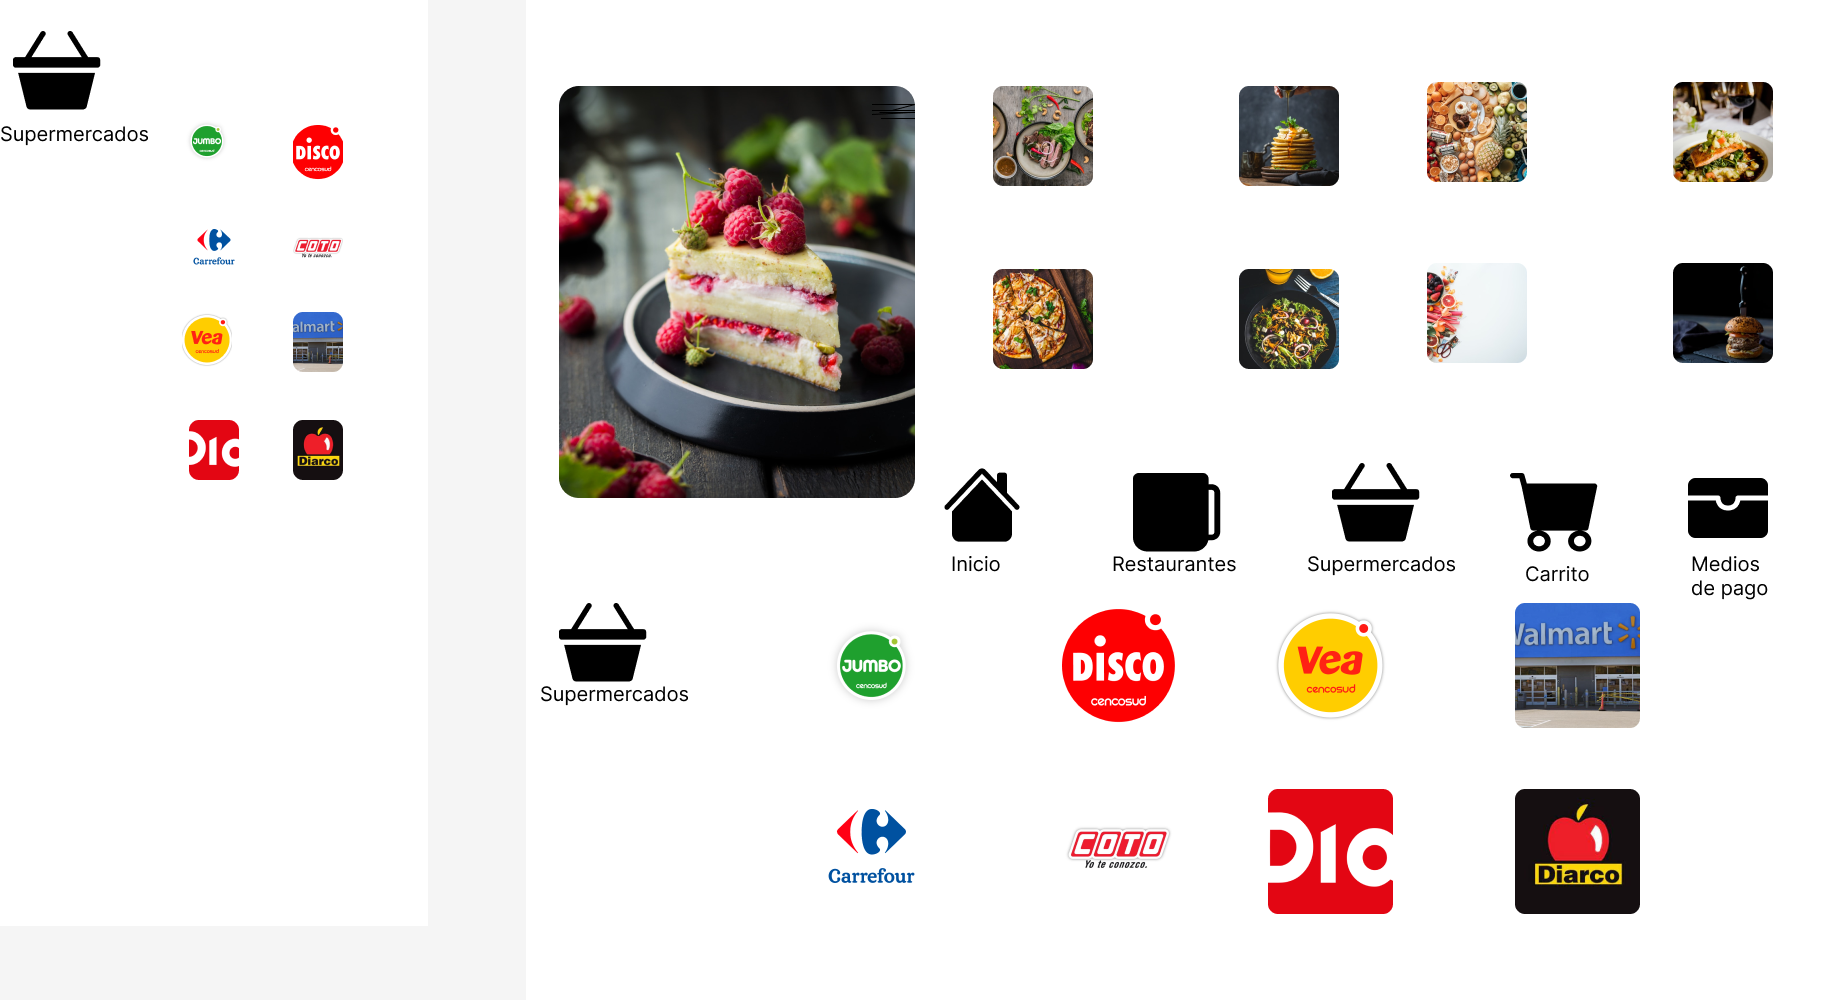 Supermercados
JUMBO
cencosud
DISCO
cencosud
Carrefour
COTO
Yo te conozco.
Vea
cencosud
almart
Dia
Diarco
Inicio
Restaurantes
Supermercados
Carrito
Medios
de pago
Supermercados
JUMBO
cencosud
DISCO
cencosud
Vea
cencosud
Walmart
Carrefour
COTO
Yo te conozco.
Dia
Diarco